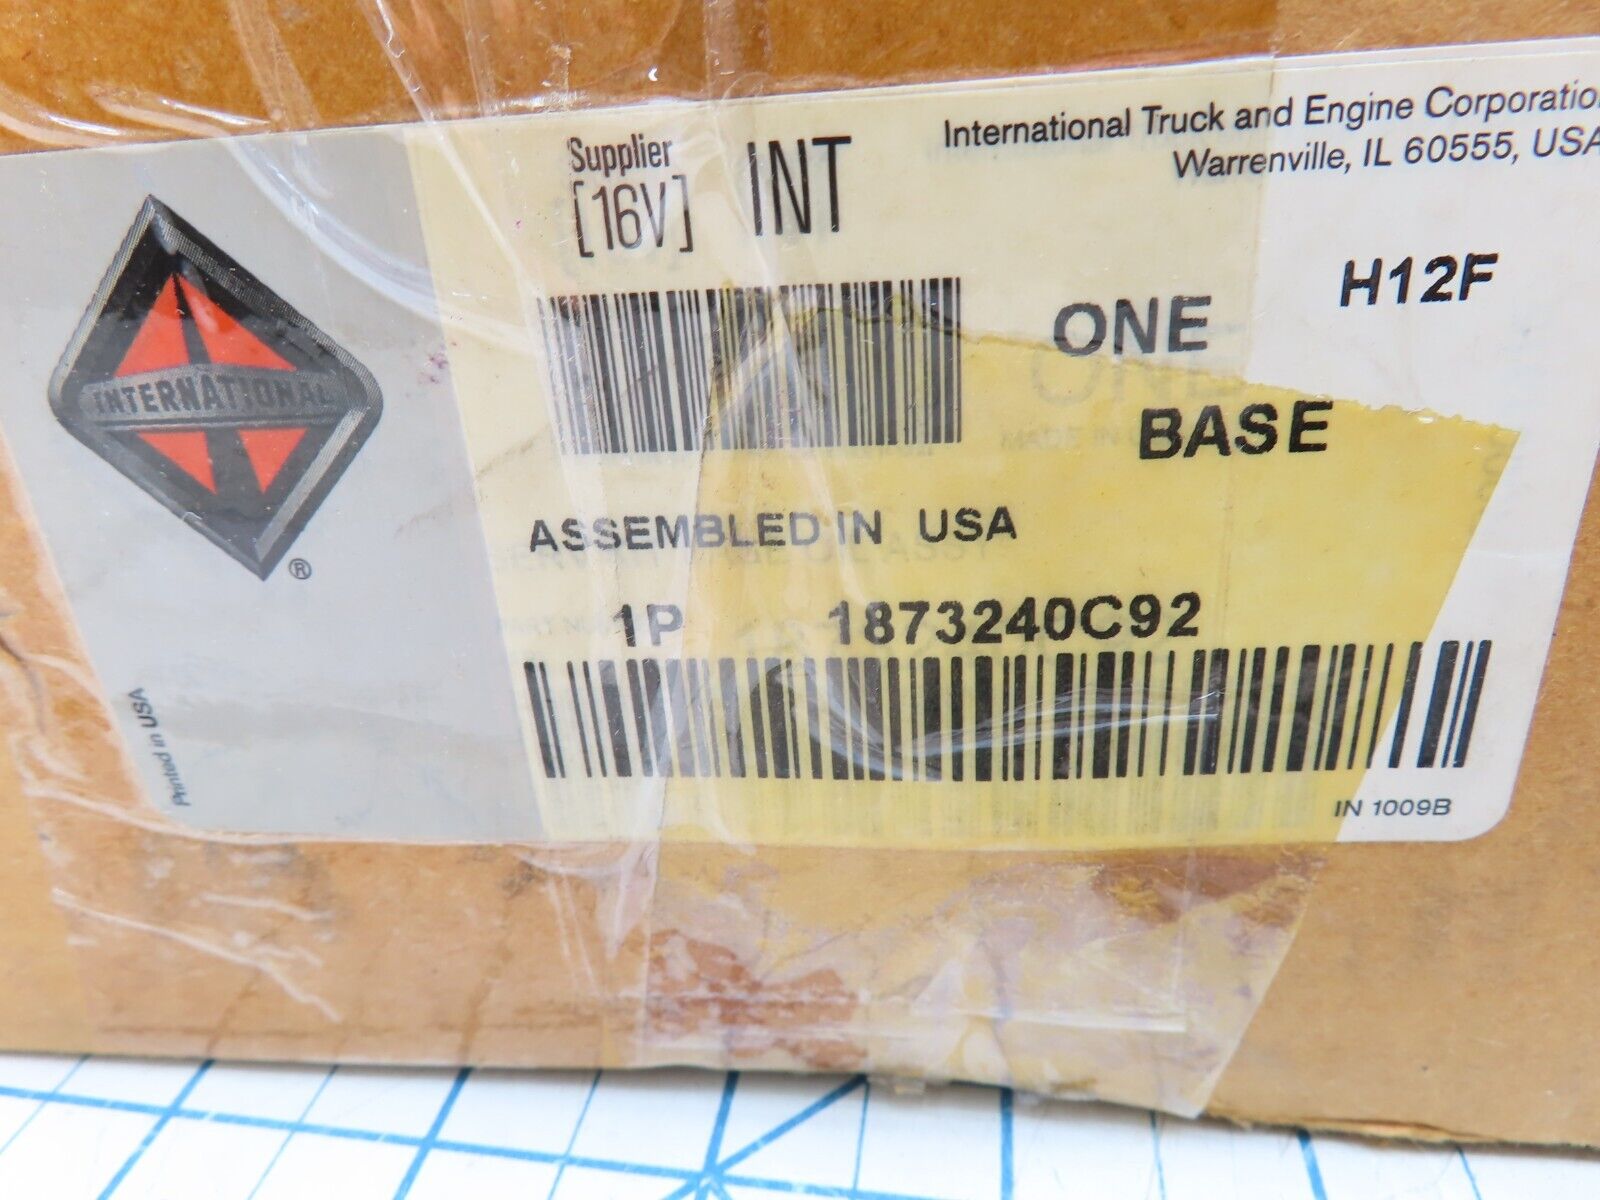 International Truck and Engine Corporatio
Warrenville, IL 60555, USA
Supplier
[16V] INT
H12F
ONE
BASE
INTERNATIONAL
®
ASSEMBLED IN USA
1P 1873240C92
Printed in USA
IN 1009B